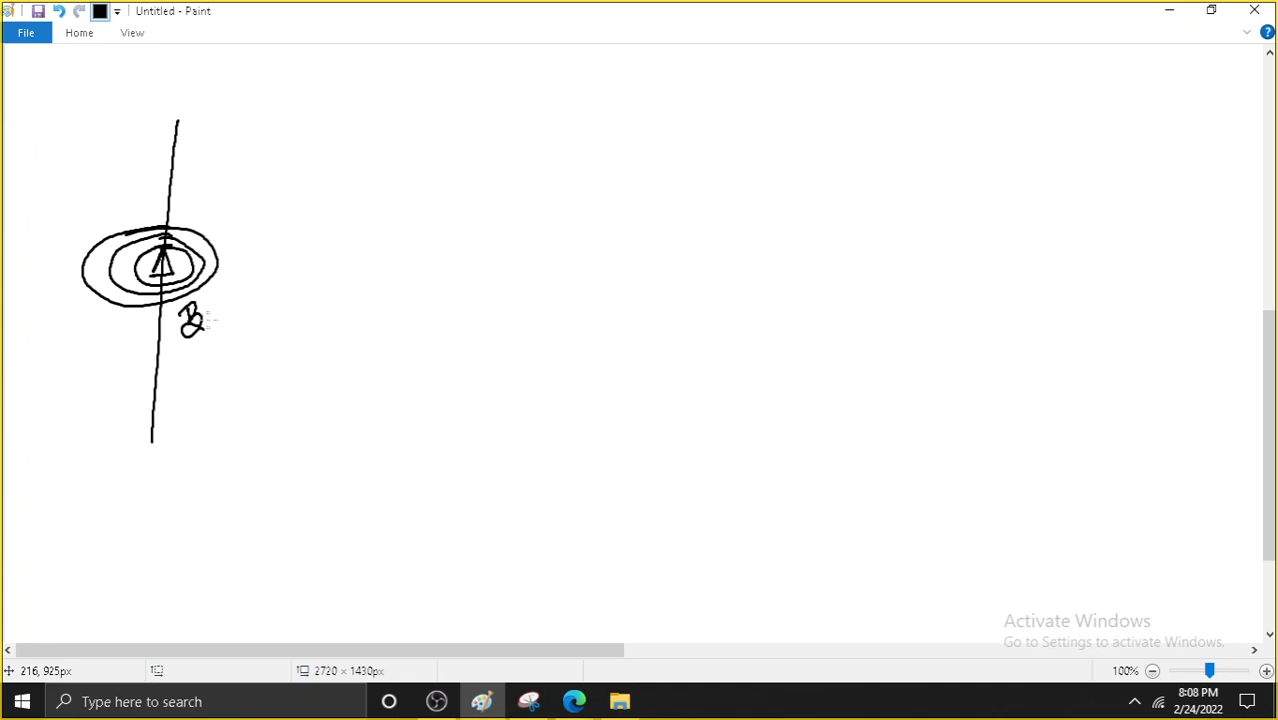 Untitled - Paint
File Home View
B
Activate Windows
Go to Settings to activate Windows.
216, 925px
2720 × 1430px
100%
Type here to search
8:08 PM
2/24/2022